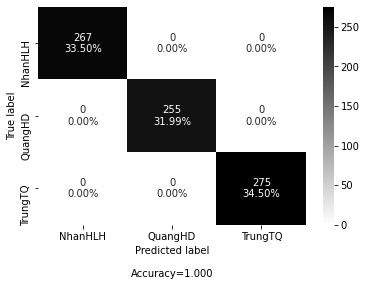 267 0 0
33.50% 0.00% 0.00%
0 255 0
0.00% 31.99% 0.00%
0 0 275
0.00% 0.00% 34.50%
NhanHLH
QuangHD
TrungTQ
True label
NhanHLH QuangHD TrungTQ
Predicted label
Accuracy=1.000
250
200
150
100
50
0